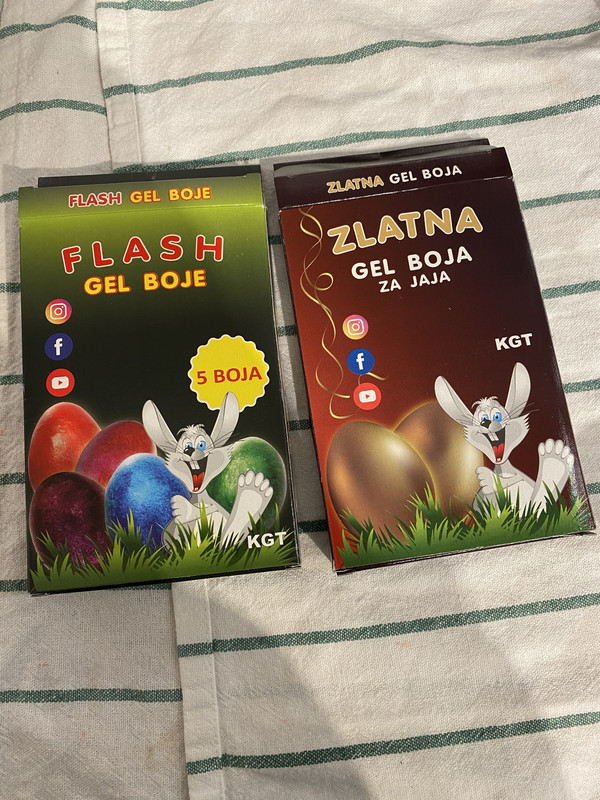 FLASH GEL BOJE
FLASH
GEL BOJE
5 BOJA
KGT
ZLATNA GEL BOJA
ZLATNA
GEL BOJA
ZA JAJA
KGT